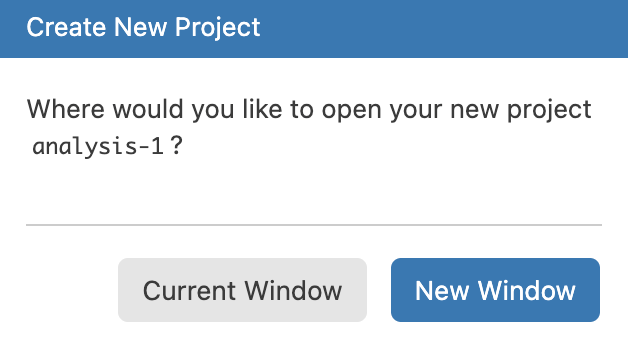 Create New Project
Where would you like to open your new project
analysis-1 ?
Current Window
New Window